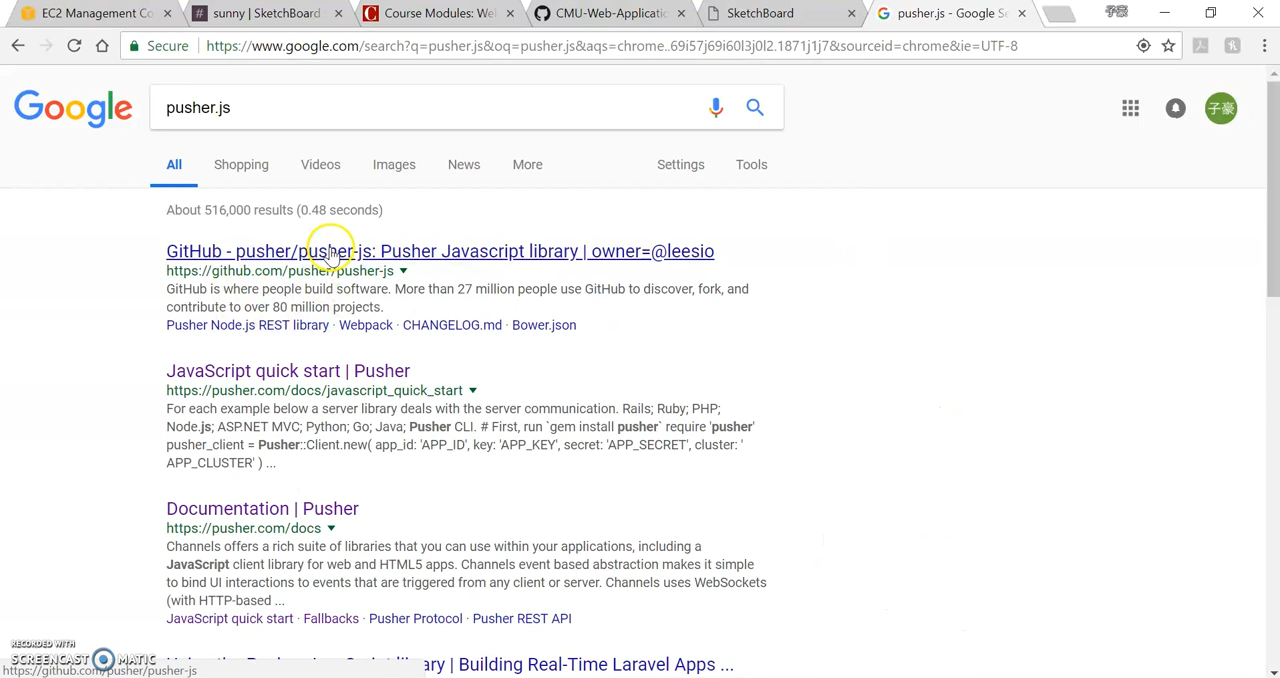 EC2 Management Co
sunny | SketchBoard
Course Modules: We
CMU-Web-Applicatio
SketchBoard
pusher.js - Google Se
子豪
Secure
https://www.google.com/search?q=pusher.js&oq=pusher.js&aqs=chrome..69i57j69i60l3j0l2.1871j1j7&sourceid=chrome&ie=UTF-8
Google
pusher.js
子豪
All
Shopping
Videos
Images
News
More
Settings
Tools
About 516,000 results (0.48 seconds)
GitHub - pusher/pusher-js: Pusher Javascript library | owner=@leesio
https://github.com/pusher/pusher-js
GitHub is where people build software. More than 27 million people use GitHub to discover, fork, and
contribute to over 80 million projects.
Pusher Node.js REST library · Webpack · CHANGELOG.md · Bower.json
JavaScript quick start | Pusher
https://pusher.com/docs/javascript_quick_start
For each example below a server library deals with the server communication. Rails; Ruby; PHP;
Node.js; ASP.NET MVC; Python; Go; Java; Pusher CLI. # First, run `gem install pusher` require 'pusher'
pusher_client = Pusher::Client.new( app_id: 'APP_ID', key: 'APP_KEY', secret: 'APP_SECRET', cluster: '
APP_CLUSTER' ) ...
Documentation | Pusher
https://pusher.com/docs
Channels offers a rich suite of libraries that you can use within your applications, including a
JavaScript client library for web and HTML5 apps. Channels event based abstraction makes it simple
to bind UI interactions to events that are triggered from any client or server. Channels uses WebSockets
(with HTTP-based ...
JavaScript quick start · Fallbacks · Pusher Protocol · Pusher REST API
RECORDED WITH
SCREENCAST MATIC
library | Building Real-Time Laravel Apps ...
https://github.com/pusher/pusher-js